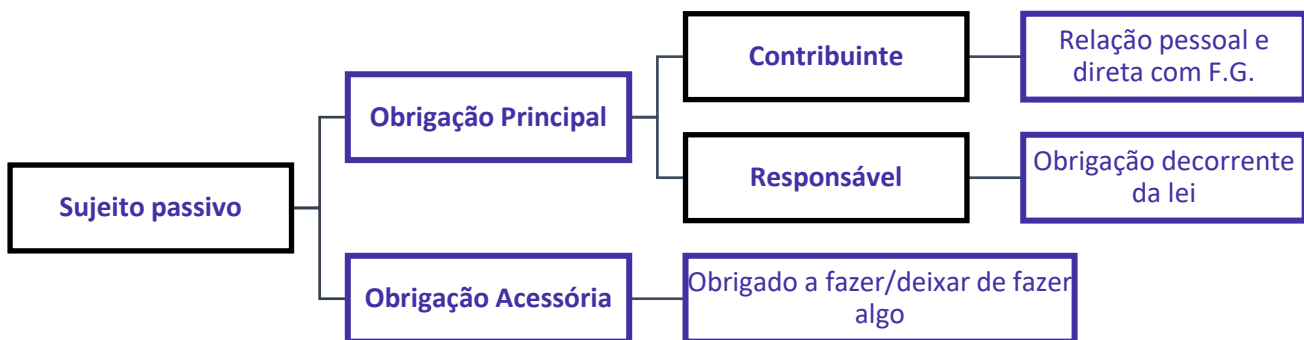 Sujeito passivo
Obrigação Principal
Contribuinte
Relação pessoal e
direta com F.G.
Responsável
Obrigação decorrente
da lei
Obrigação Acessória
Obrigado a fazer/deixar de fazer
algo